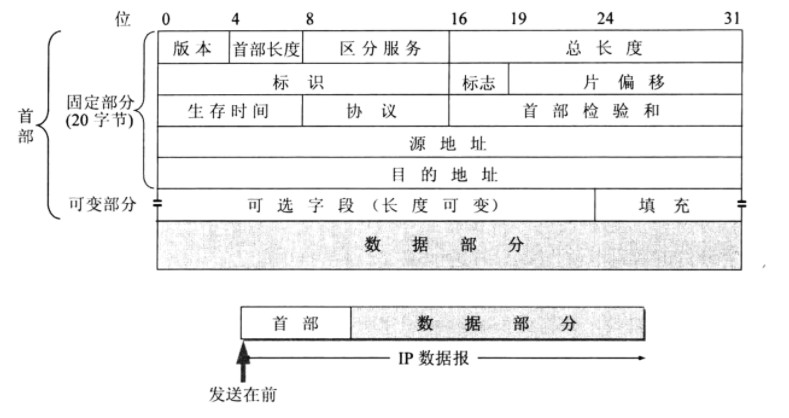 位 0 4 8 16 19 24 31
版本 首部长度 区分服务 总长度
标识 标志 片偏移
首部 固定部分 (20 字节) 生存时间 协议 首部检验和
源地址
目的地址
可变部分 可选字段（长度可变） 填充
数据部分
首部 数据部分
IP 数据报
发送在前